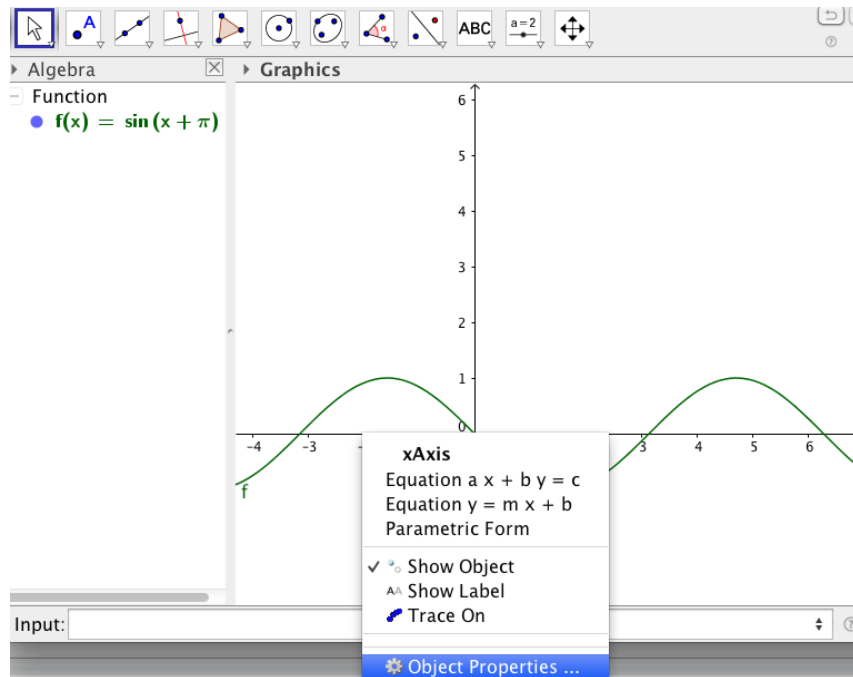 A
α
ABC
a=2
Algebra
Graphics
Function
f(x) = sin (x + π)
6
5
4
3
2
1
0
-4
-3
3
4
5
6
f
xAxis
Equation a x + b y = c
Equation y = m x + b
Parametric Form
✓ Show Object
AA Show Label
Trace On
Input:
Object Properties ...